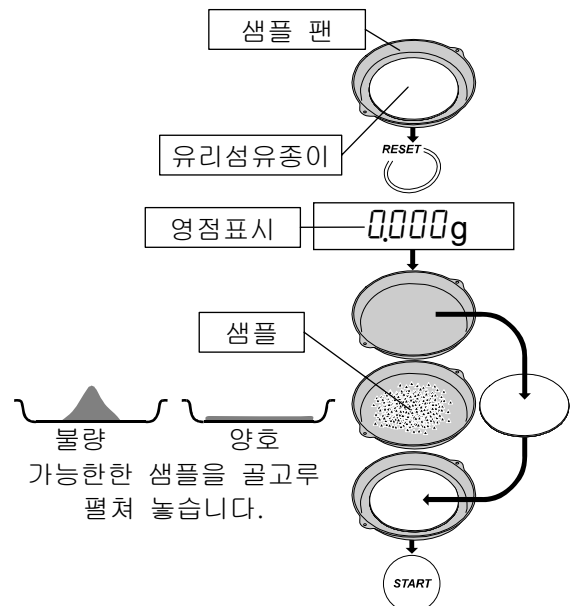 샘플 팬
유리섬유종이
RESET
영점표시
0.000g
샘플
불량
양호
가능한한 샘플을 골고루
펼쳐 놓습니다.
START